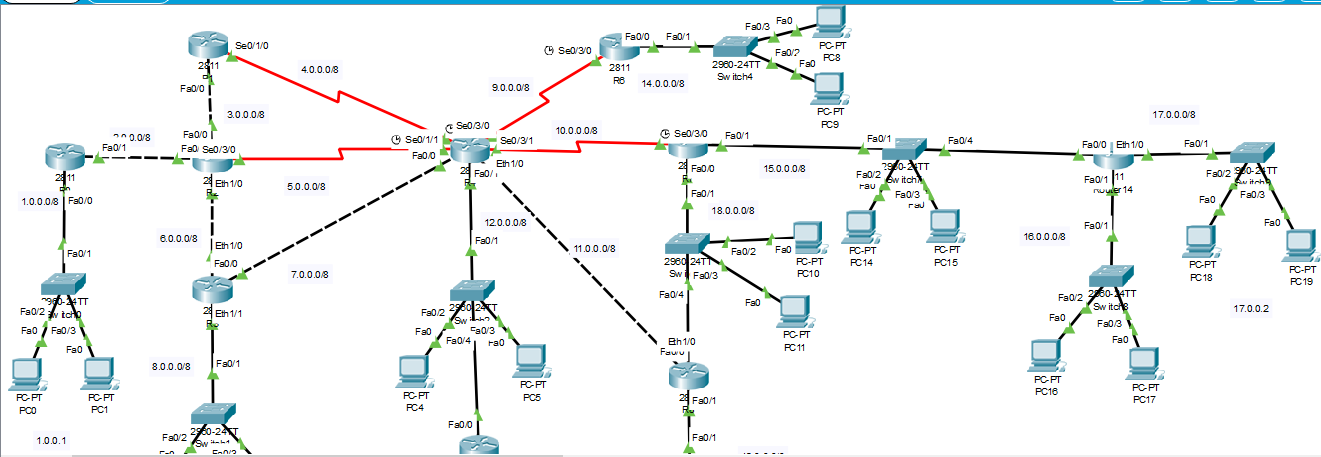 Se0/1/0
2811
Fa0/0
4.0.0.0/8
3.0.0.0/8
Fa0/0
Fa0/1
2811
Fa0/0
1.0.0.0/8
Fa0/1
2960-24TT
Fa0/2
Fa0/3
Fa0
Fa0
PC-PT
PC0
PC-PT
PC1
1.0.0.1
Se0/3/0
Eth1/0
5.0.0.0/8
6.0.0.0/8
Eth1/0
Fa0/0
7.0.0.0/8
Eth1/1
8.0.0.0/8
Fa0/1
2960-24TT
Fa0/2
Fa0/3
Se0/3/0
Se0/1/1
Se0/3/1
Fa0/0
Eth1/0
12.0.0.0/8
Fa0/1
2960-24TT
Fa0/3
Fa0/4
Fa0
Fa0
PC-PT
PC4
PC-PT
PC5
Fa0/0
9.0.0.0/8
Se0/3/0
Fa0/0
2811
R6
Fa0/1
14.0.0.0/8
2960-24TT
Switch4
Fa0/3
Fa0
Fa0/2
Fa0
PC-PT
PC8
PC-PT
PC9
10.0.0.0/8
Se0/3/0
Fa0/1
Fa0/0
15.0.0.0/8
Fa0/1
18.0.0.0/8
11.0.0.0/8
2960-24TT
Fa0/2
Fa0
PC-PT
PC10
Fa0/3
Fa0
PC-PT
PC11
Fa0/4
Eth1/0
Fa0/0
Fa0/1
Fa0/1
Fa0/1
Fa0/4
2960-24TT
Fa0/2
Fa0
Fa0/3
Fa0
PC-PT
PC14
PC-PT
PC15
17.0.0.0/8
Fa0/0
Eth1/0
Fa0/1
Router14
Fa0/1
2960-24TT
Fa0/2
Fa0/3
Fa0
Fa0
PC-PT
PC18
PC-PT
PC19
17.0.0.2
16.0.0.0/8
Fa0/1
2960-24TT
Fa0/2
Fa0/3
Fa0
Fa0
PC-PT
PC16
PC-PT
PC17